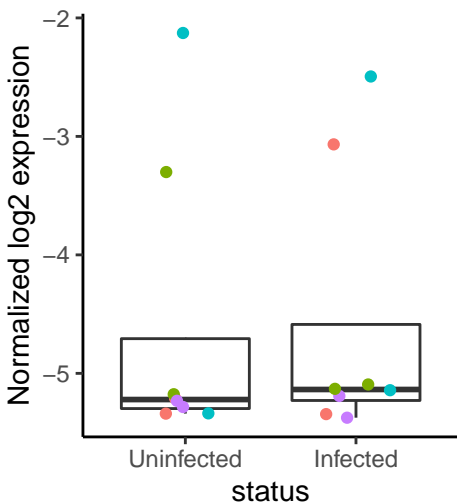 Normalized log2 expression
−2
−3
−4
−5
Uninfected Infected
status